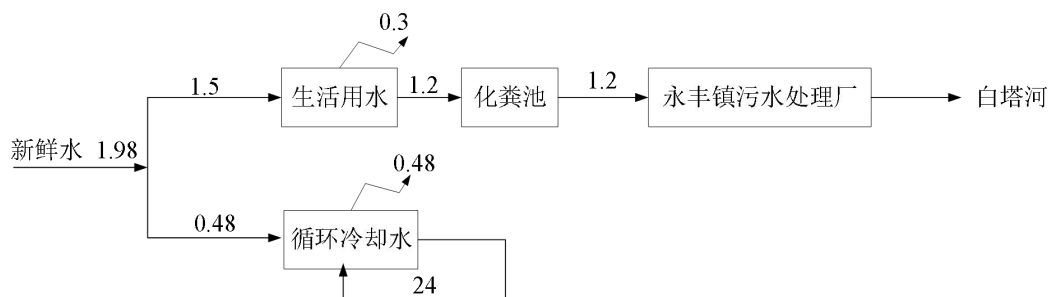 0.3
1.5
生活用水
1.2
化粪池
1.2
永丰镇污水处理厂
白塔河
新鲜水 1.98
0.48
0.48
循环冷却水
24